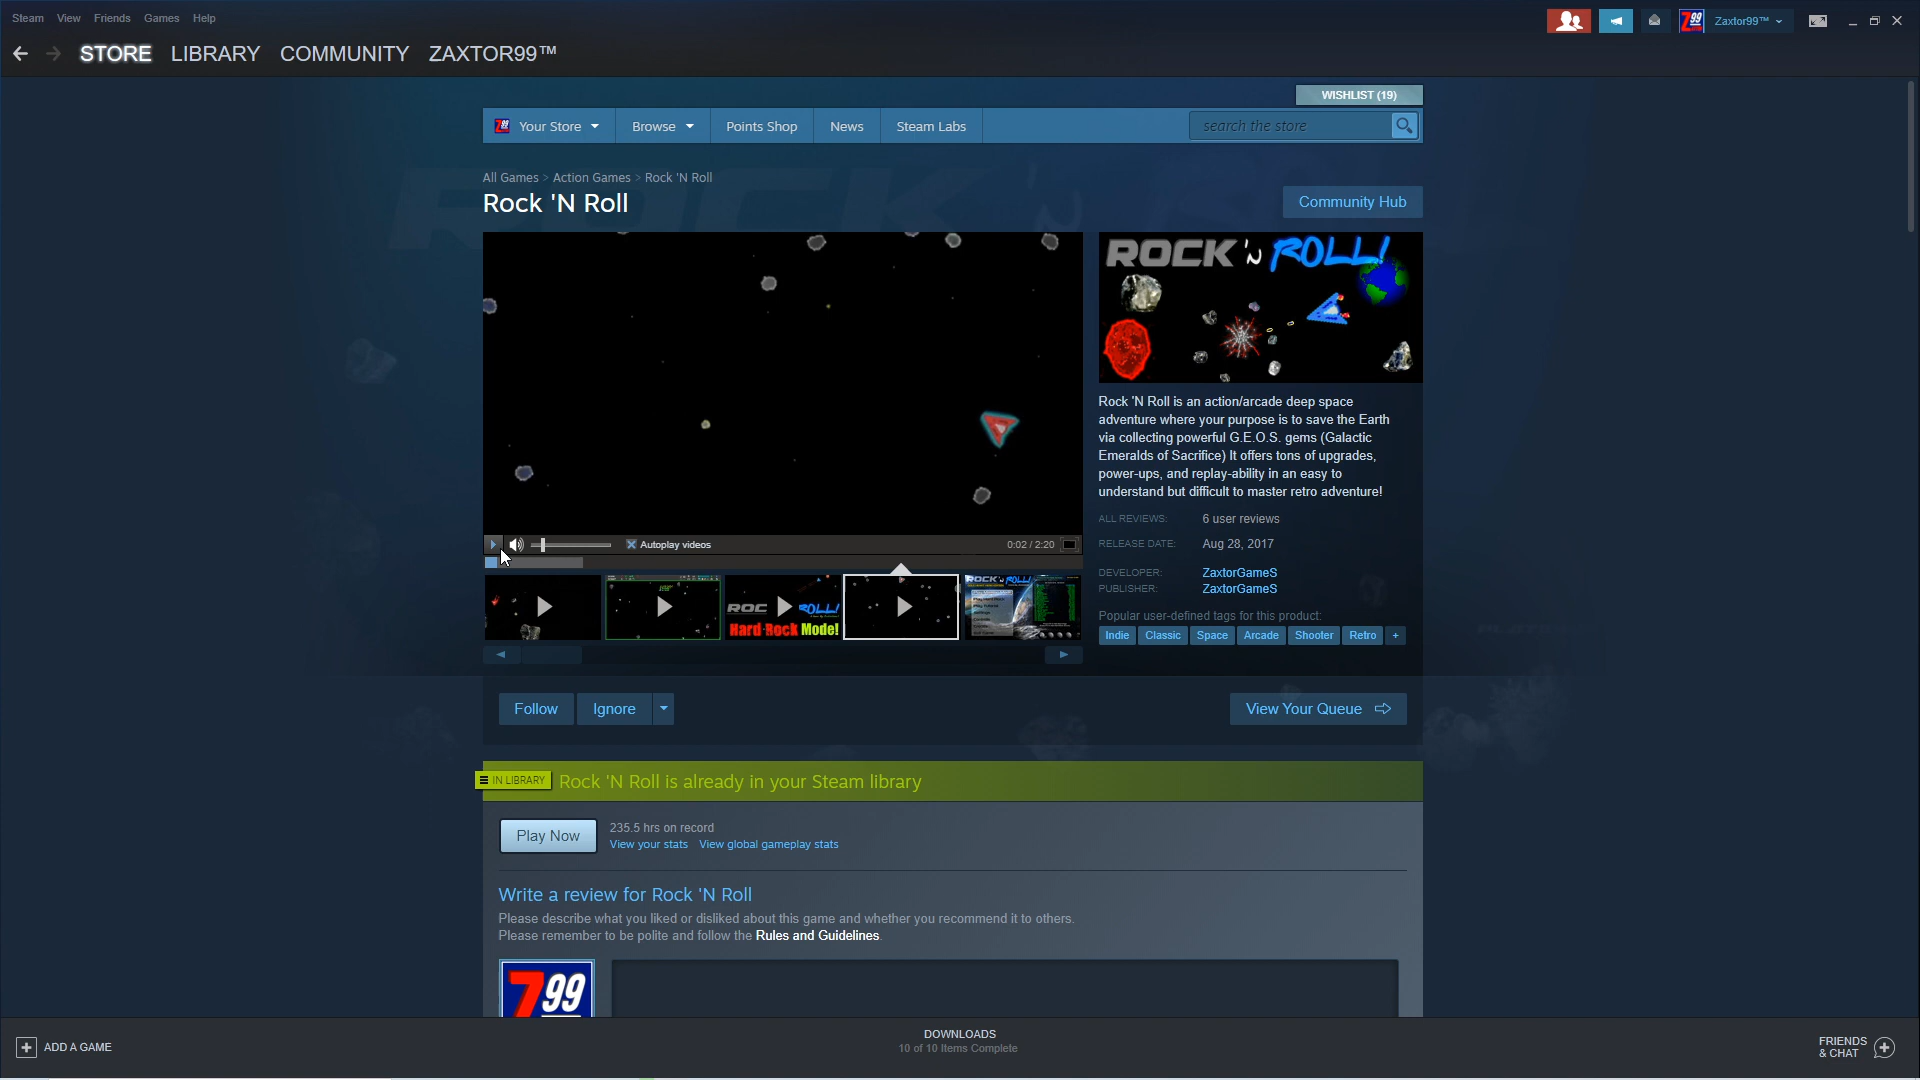 Steam View Friends Games Help
Zaxtor99™
STORE LIBRARY COMMUNITY ZAXTOR99™
WISHLIST (19)
Your Store Browse Points Shop News Steam Labs
search the store
All Games > Action Games > Rock 'N Roll
Rock 'N Roll
Community Hub
ROCK 'N ROLL!
Rock 'N Roll is an action/arcade deep space
adventure where your purpose is to save the Earth
via collecting powerful G.E.O.S. gems (Galactic
Emeralds of Sacrifice) It offers tons of upgrades,
power-ups, and replay-ability in an easy to
understand but difficult to master retro adventure!
ALL REVIEWS: 6 user reviews
RELEASE DATE: Aug 28, 2017
DEVELOPER: ZaxtorGameS
PUBLISHER: ZaxtorGameS
Popular user-defined tags for this product:
Indie Classic Space Arcade Shooter Retro +
Autoplay videos
0:02 / 2:20
ROC ROLL!
Hard-Rock Mode!
ROCK 'N ROLL!
Follow Ignore
View Your Queue
IN LIBRARY Rock 'N Roll is already in your Steam library
Play Now
235.5 hrs on record
View your stats View global gameplay stats
Write a review for Rock 'N Roll
Please describe what you liked or disliked about this game and whether you recommend it to others.
Please remember to be polite and follow the Rules and Guidelines.
Z99
ADD A GAME
DOWNLOADS
10 of 10 Items Complete
FRIENDS
& CHAT